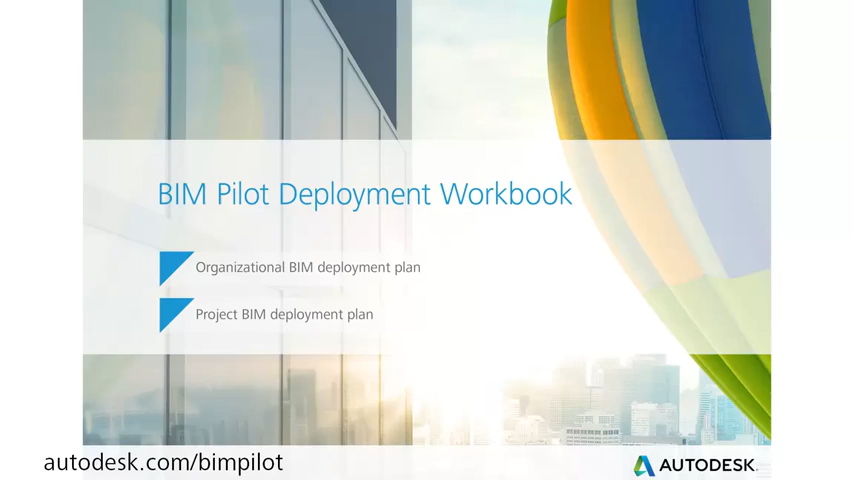 BIM Pilot Deployment Workbook
Organizational BIM deployment plan
Project BIM deployment plan
autodesk.com/bimpilot
AUTODESK.